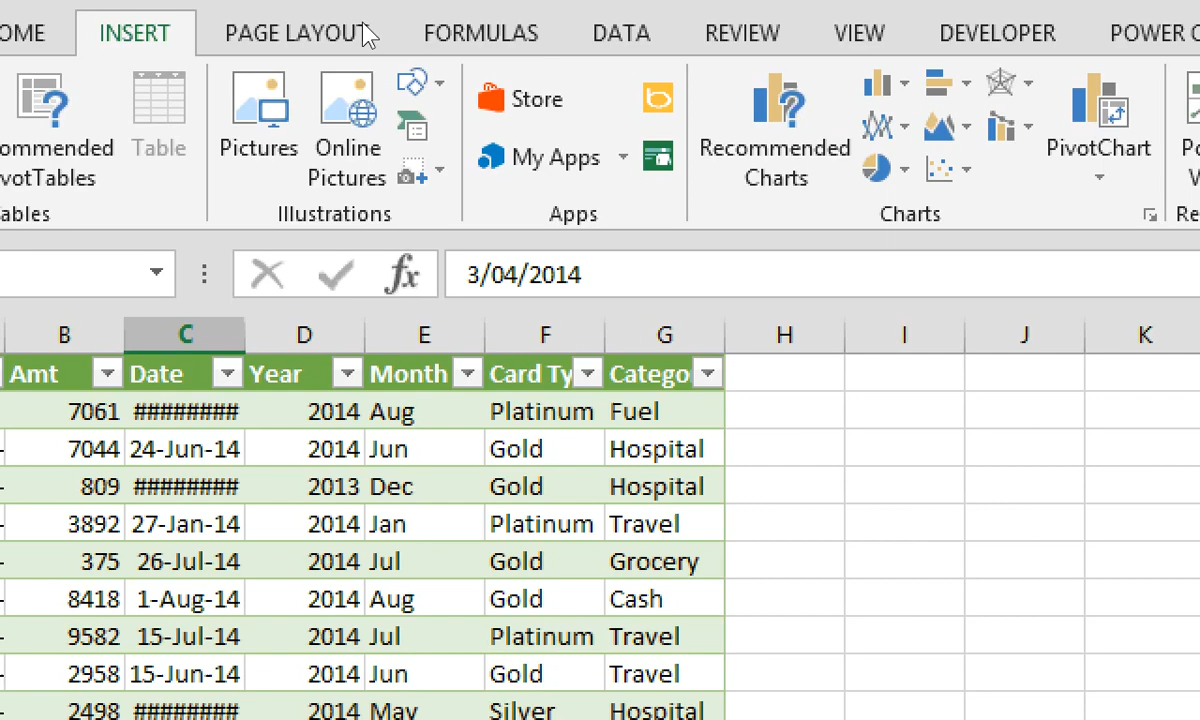 OME INSERT PAGE LAYOUT FORMULAS DATA REVIEW VIEW DEVELOPER POWER
ommended Table Pictures Online Store Recommended PivotChart
votTables Pictures My Apps Charts
ables Illustrations Apps Charts Re
3/04/2014
B C D E F G H I J K
Amt Date Year Month Card Ty Catego
7061 ######## 2014 Aug Platinum Fuel
7044 24-Jun-14 2014 Jun Gold Hospital
809 ######## 2013 Dec Gold Hospital
3892 27-Jan-14 2014 Jan Platinum Travel
375 26-Jul-14 2014 Jul Gold Grocery
8418 1-Aug-14 2014 Aug Gold Cash
9582 15-Jul-14 2014 Jul Platinum Travel
2958 15-Jun-14 2014 Jun Gold Travel
2498 ######## 2014 May Silver Hospital